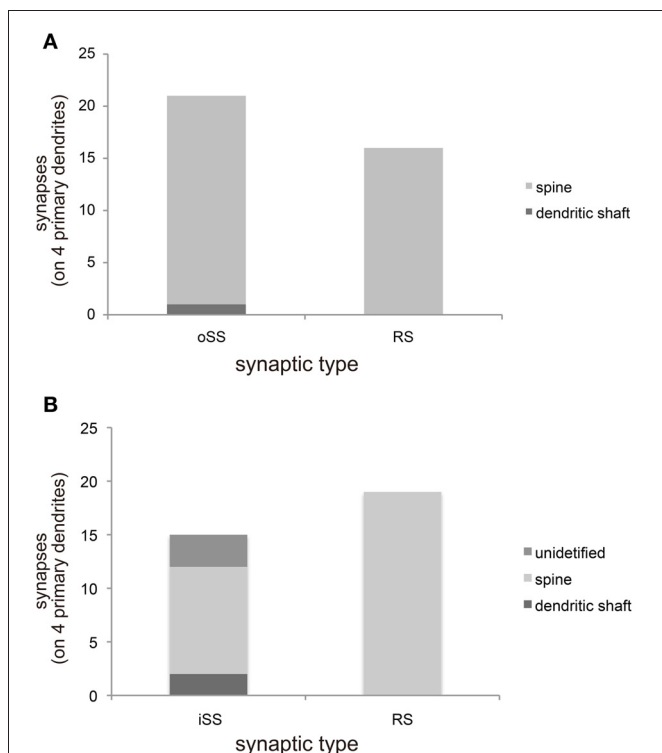 A
25
20
15
10
5
0
synapses
(on 4 primary dendrites)
oSS
RS
synaptic type
spine
dendritic shaft
B
25
20
15
10
5
0
synapses
(on 4 primary dendrites)
iSS
RS
synaptic type
unidetified
spine
dendritic shaft